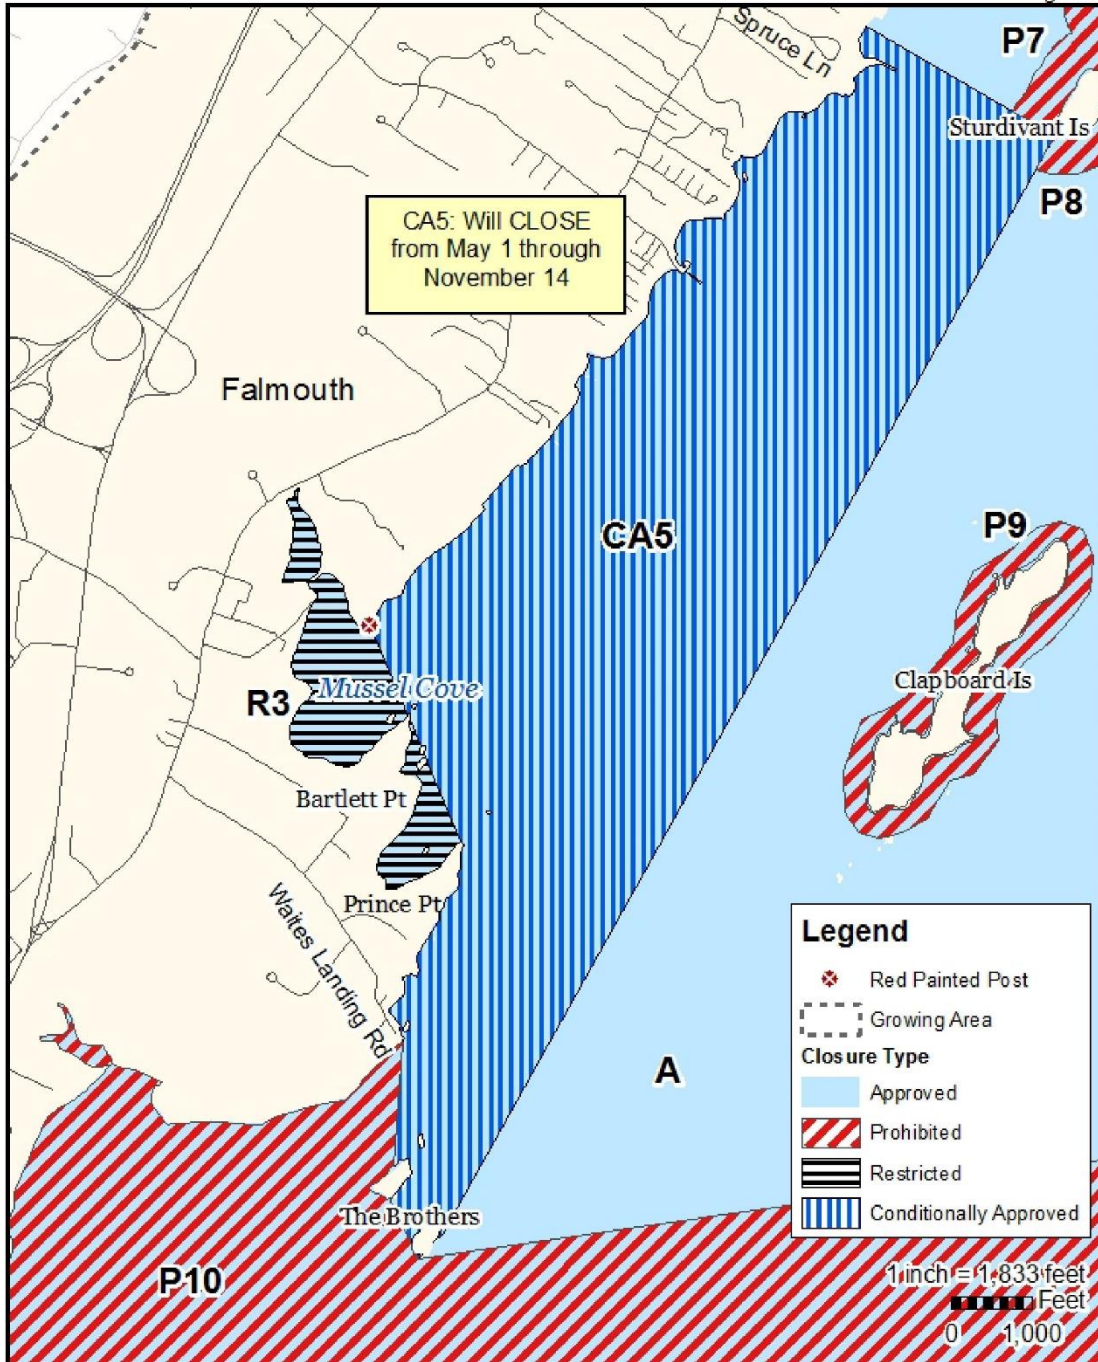 Spruce Ln
P7
Sturdivant Is
P8
CA5: Will CLOSE
from May 1 through
November 14
Falmouth
CA5
P9
Clapboard Is
R3
Mussel Cove
Bartlett Pt
Prince Pt
Waites Landing Rd
A
The Brothers
P10
Legend
Red Painted Post
Growing Area
Closure Type
Approved
Prohibited
Restricted
Conditionally Approved
1 inch = 1,833 feet
Feet
0 1,000